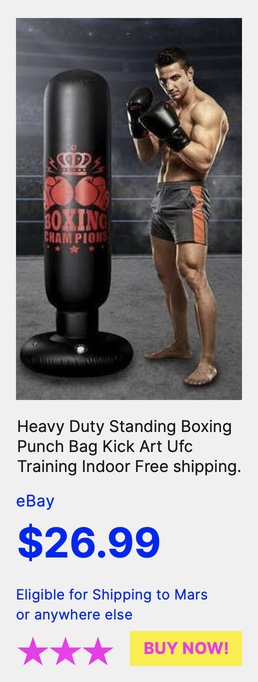 BOXING
CHAMPIONS
Heavy Duty Standing Boxing
Punch Bag Kick Art Ufc
Training Indoor Free shipping.
eBay
$26.99
Eligible for Shipping to Mars
or anywhere else
BUY NOW!